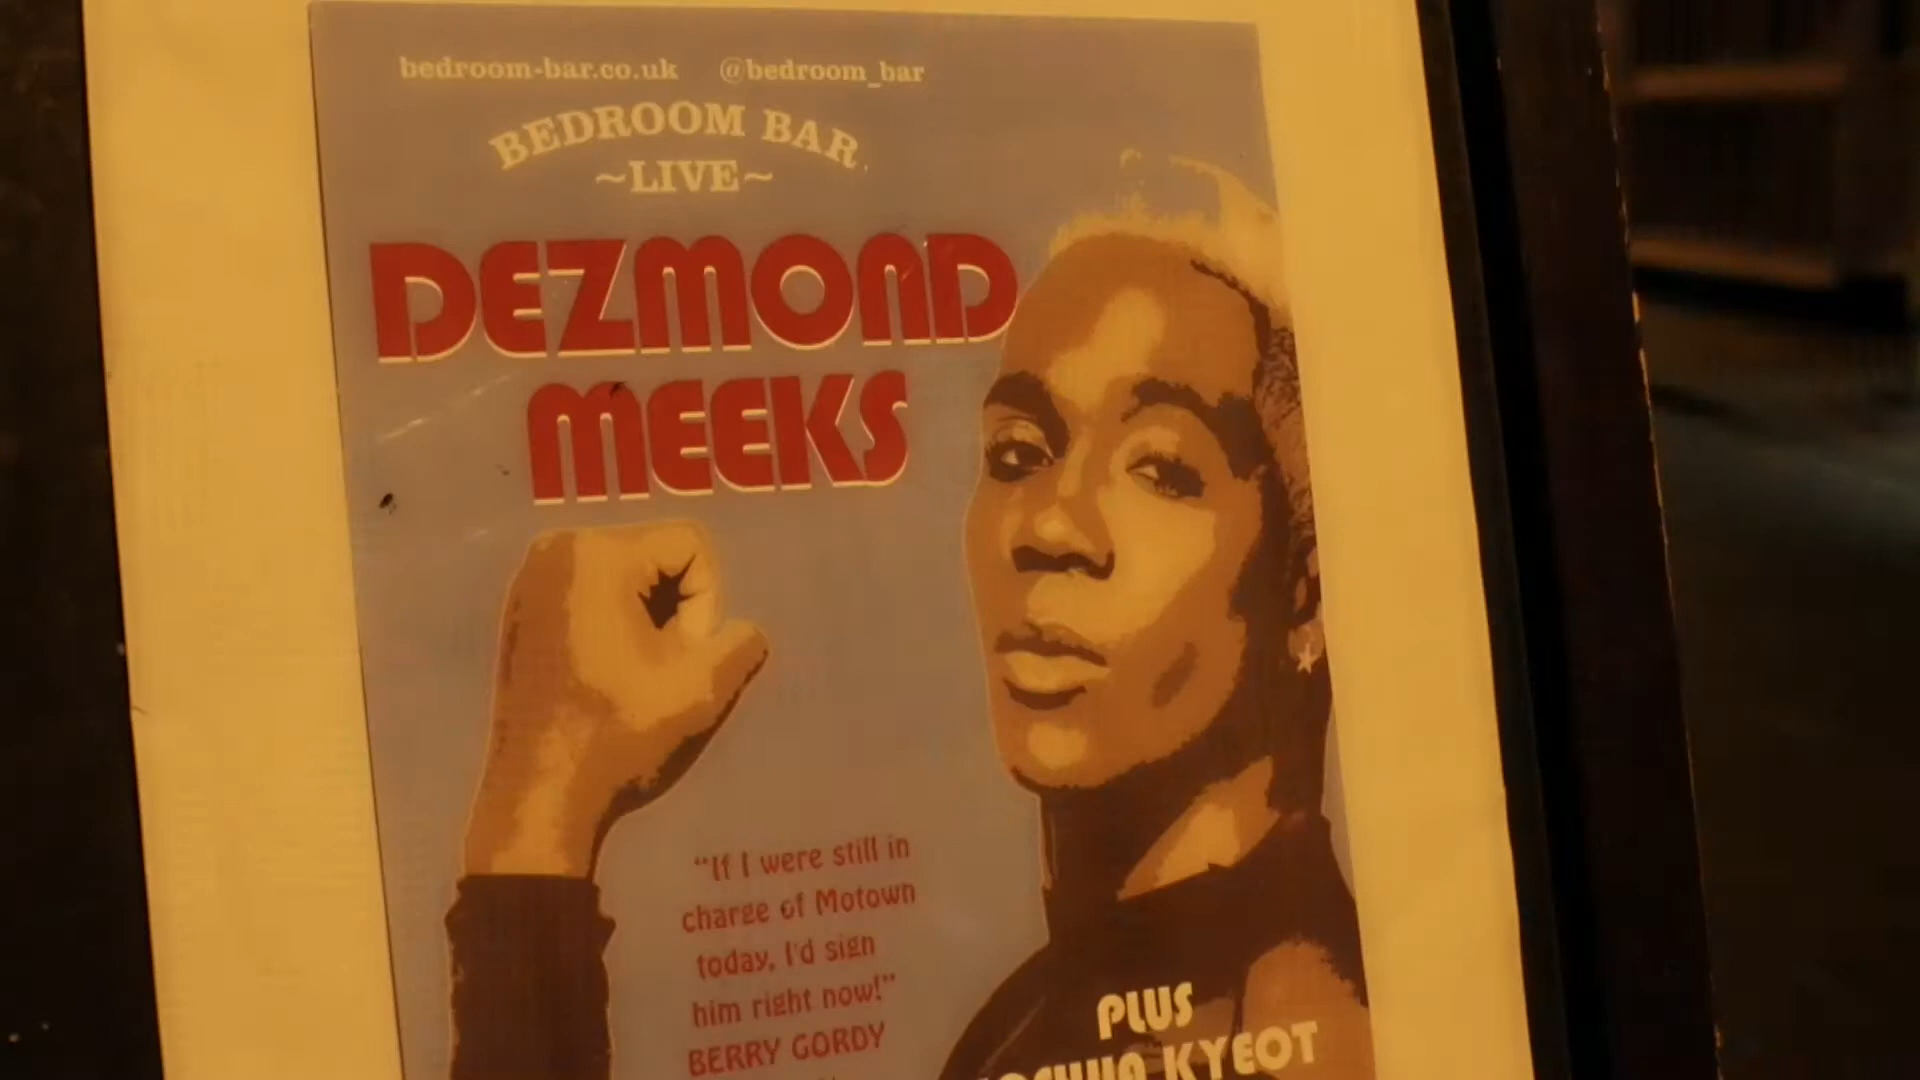 bedroom-bar.co.uk @bedroom_bar
BEDROOM BAR
~LIVE~
DEZMOND
MEEKS
"If I were still in
charge of Motown
today, I'd sign
him right now!"
BERRY GORDY
PLUS
KYEOT